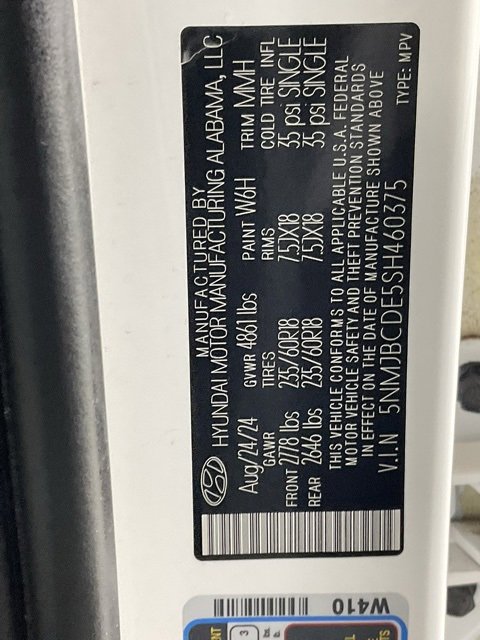 MANUFACTURED BY
HYUNDAI MOTOR MANUFACTURING ALABAMA, LLC
Aug/24/24 GVWR 4861 lbs PAINT W6H TRIM MMH
GAWR TIRES RIMS COLD TIRE INFL
FRONT 2778 lbs 235/60R18 7.5JX18 35 psi SINGLE
REAR 2646 lbs 235/60R18 7.5JX18 35 psi SINGLE
THIS VEHICLE CONFORMS TO ALL APPLICABLE U.S.A. FEDERAL
MOTOR VEHICLE SAFETY AND THEFT PREVENTION STANDARDS
IN EFFECT ON THE DATE OF MANUFACTURE SHOWN ABOVE
V.I.N 5NMJBCDE5SH460375 TYPE: MPV
W410
3